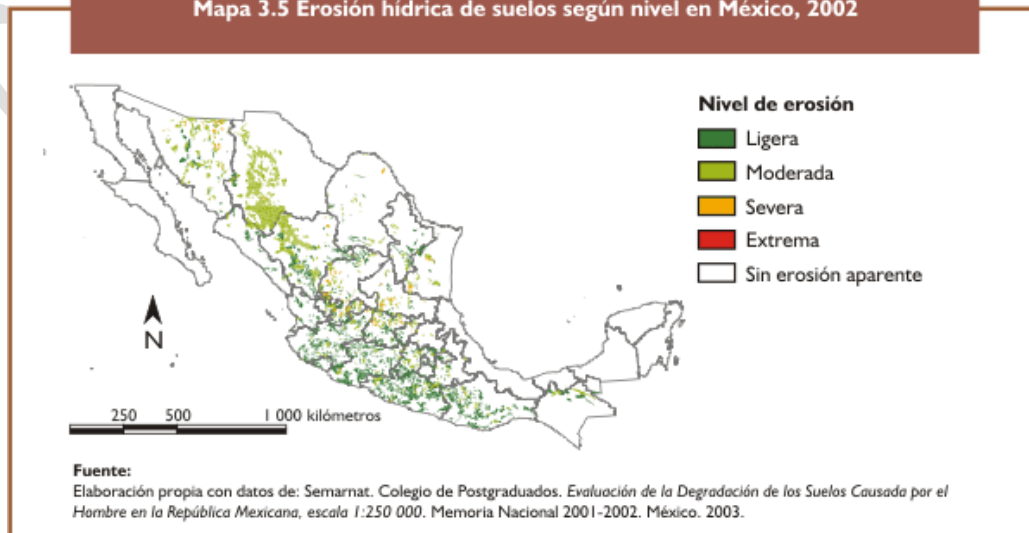 Mapa 3.5 Erosión hídrica de suelos según nivel en México, 2002
Nivel de erosión
Ligera
Moderada
Severa
Extrema
Sin erosión aparente
N
250 500 1 000 kilómetros
Fuente:
Elaboración propia con datos de: Semarnat. Colegio de Postgraduados. Evaluación de la Degradación de los Suelos Causada por el
Hombre en la República Mexicana, escala 1:250 000. Memoria Nacional 2001-2002. México. 2003.